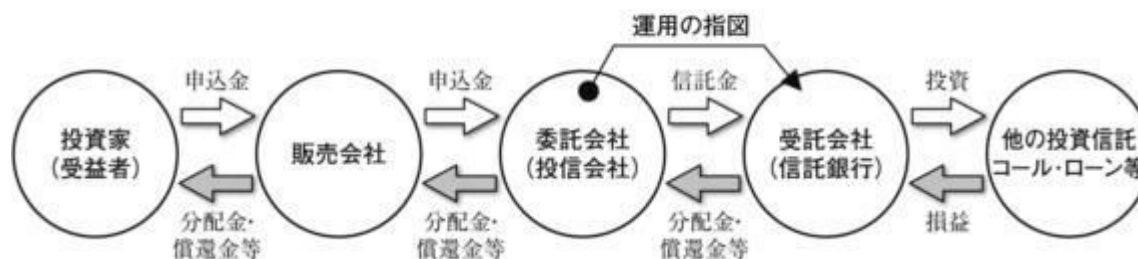 運用の指図
申込金
申込金
信託金
投資
投資家
(受益者)
販売会社
委託会社
(投信会社)
受託会社
(信託銀行)
他の投資信託
コール・ローン等
分配金・
償還金等
分配金・
償還金等
分配金・
償還金等
損益